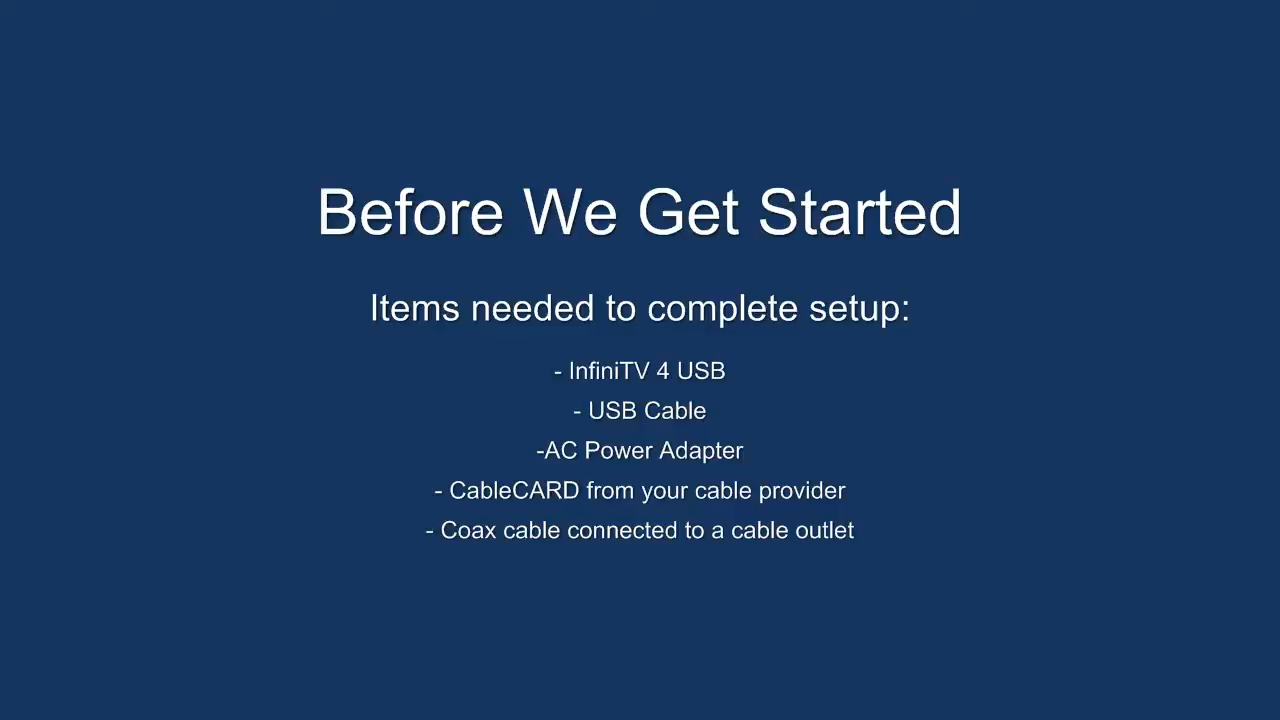 Before We Get Started
Items needed to complete setup:
- InfiniTV 4 USB
- USB Cable
-AC Power Adapter
- CableCARD from your cable provider
- Coax cable connected to a cable outlet